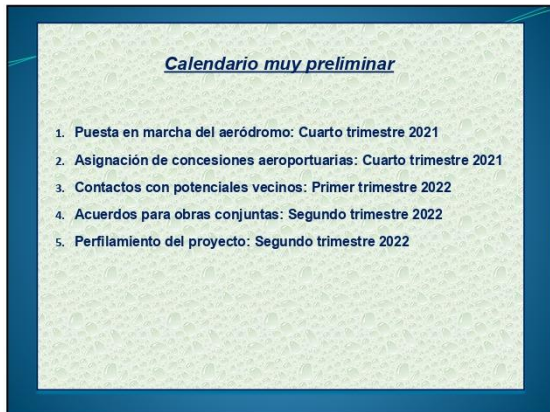 Calendario muy preliminar
1. Puesta en marcha del aeródromo: Cuarto trimestre 2021
2. Asignación de concesiones aeroportuarias: Cuarto trimestre 2021
3. Contactos con potenciales vecinos: Primer trimestre 2022
4. Acuerdos para obras conjuntas: Segundo trimestre 2022
5. Perfilamiento del proyecto: Segundo trimestre 2022